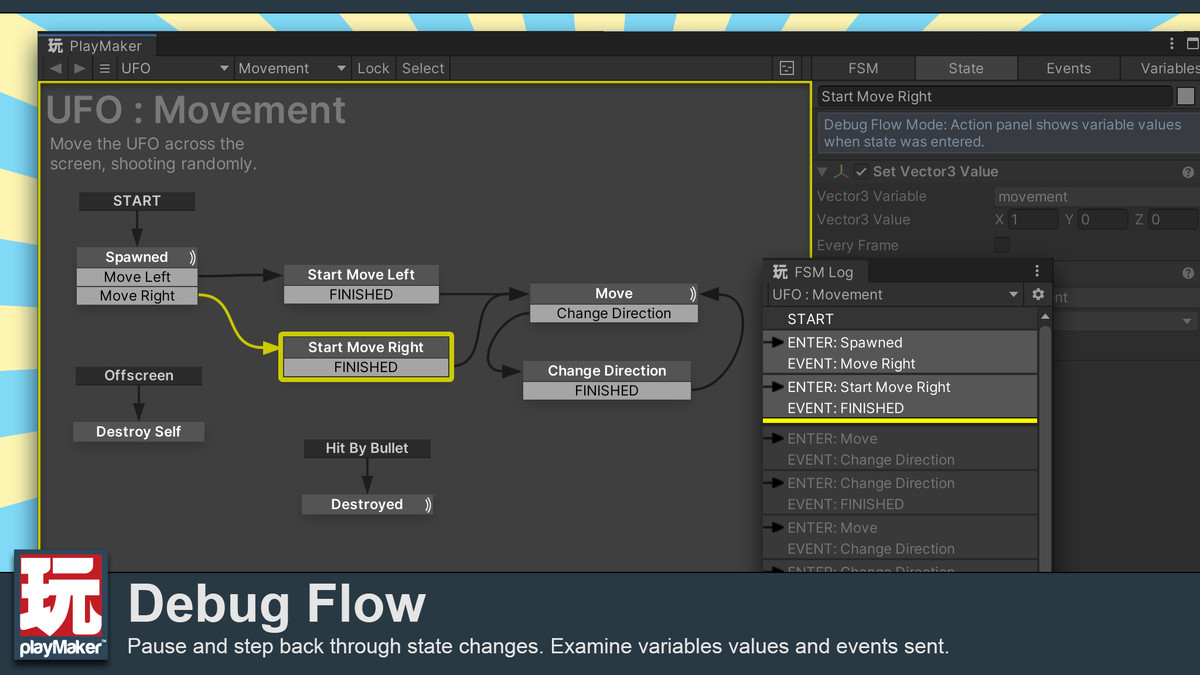 玩 PlayMaker
UFO
Movement
Lock
Select
FSM
State
Events
Variables
UFO : Movement
Move the UFO across the
screen, shooting randomly.
START
Spawned
Move Left
Move Right
Start Move Left
FINISHED
Start Move Right
FINISHED
Move
Change Direction
Change Direction
FINISHED
Offscreen
Destroy Self
Hit By Bullet
Destroyed
Start Move Right
Debug Flow Mode: Action panel shows variable values
when state was entered.
Set Vector3 Value
Vector3 Variable
movement
Vector3 Value
X 1
Y 0
Z 0
Every Frame
玩 FSM Log
UFO : Movement
START
ENTER: Spawned
EVENT: Move Right
ENTER: Start Move Right
EVENT: FINISHED
ENTER: Move
EVENT: Change Direction
ENTER: Change Direction
EVENT: FINISHED
ENTER: Move
EVENT: Change Direction
ENTER: Change Direction
玩
playMaker™
Debug Flow
Pause and step back through state changes. Examine variables values and events sent.